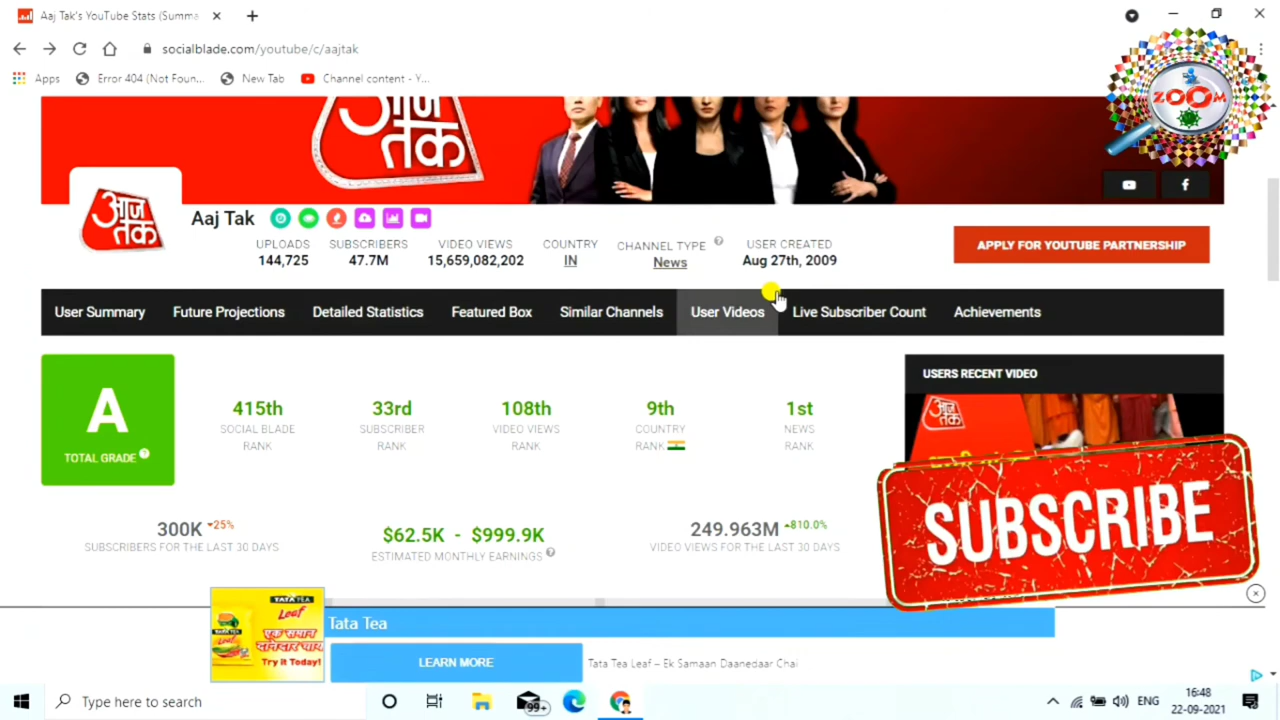 Aaj Tak's YouTube Stats (Summa
socialblade.com/youtube/c/aajtak
Apps Error 404 (Not Foun... New Tab Channel content - Y...
आज तक
ZOOM
आज तक
Aaj Tak
UPLOADS SUBSCRIBERS VIDEO VIEWS COUNTRY CHANNEL TYPE USER CREATED
144,725 47.7M 15,659,082,202 IN News Aug 27th, 2009
APPLY FOR YOUTUBE PARTNERSHIP
User Summary Future Projections Detailed Statistics Featured Box Similar Channels User Videos Live Subscriber Count Achievements
A
TOTAL GRADE
415th 33rd 108th 9th 1st
SOCIAL BLADE SUBSCRIBER VIDEO VIEWS COUNTRY NEWS
RANK RANK RANK RANK RANK
USERS RECENT VIDEO
आज तक
300K 25% $62.5K - $999.9K 249.963M 810.0%
SUBSCRIBERS FOR THE LAST 30 DAYS ESTIMATED MONTHLY EARNINGS VIDEO VIEWS FOR THE LAST 30 DAYS
SUBSCRIBE
TATA TEA
Leaf
एक समान
दानेदार चाय
Try it Today!
Tata Tea
LEARN MORE
Tata Tea Leaf – Ek Samaan Daanedaar Chai
Type here to search
99+
ENG
16:48
22-09-2021